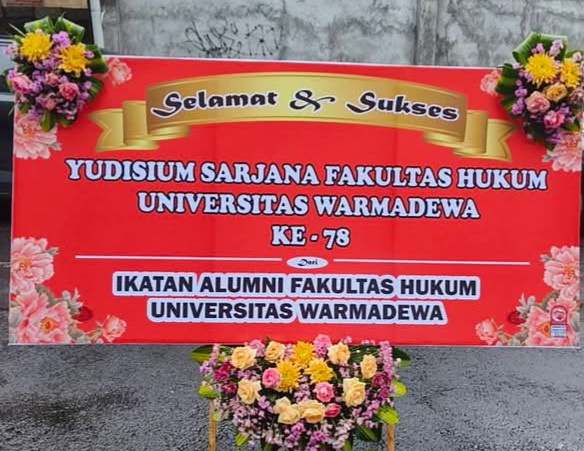 Selamat & Sukses
YUDISIUM SARJANA FAKULTAS HUKUM
UNIVERSITAS WARMADEWA
KE - 78
Dari
IKATAN ALUMNI FAKULTAS HUKUM
UNIVERSITAS WARMADEWA